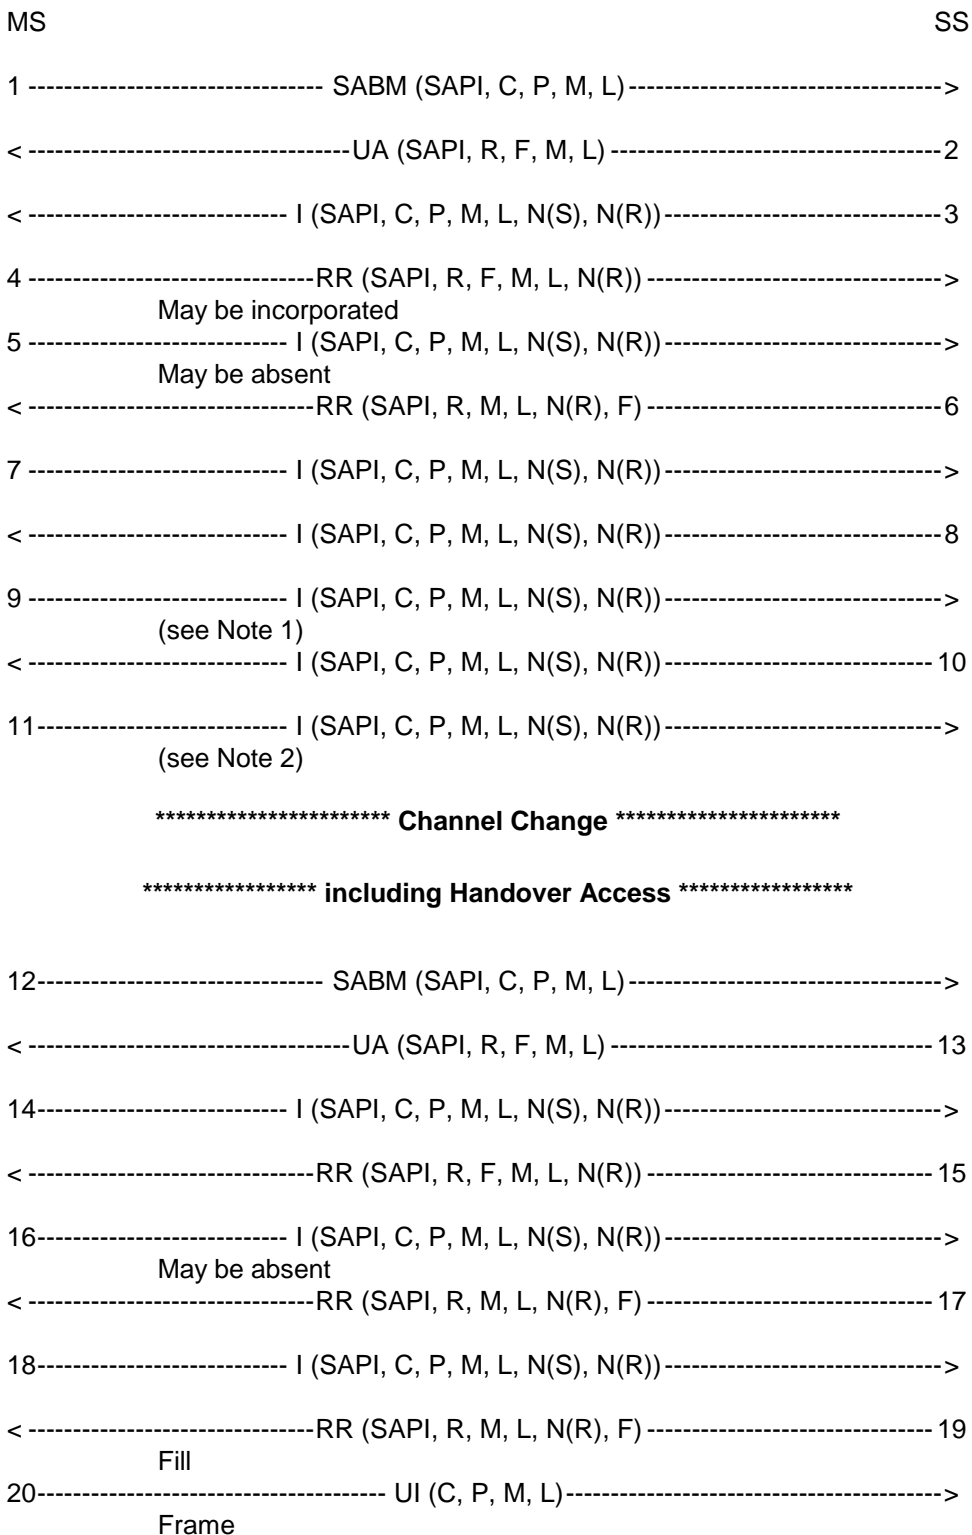 MS SS
1 --------------------------------- SABM (SAPI, C, P, M, L)----------------------------------->
< ------------------------------------UA (SAPI, R, F, M, L) -------------------------------------2
< ----------------------------- I (SAPI, C, P, M, L, N(S), N(R))-------------------------------3
4 --------------------------------RR (SAPI, R, F, M, L, N(R)) --------------------------------->
May be incorporated
5 ----------------------------- I (SAPI, C, P, M, L, N(S), N(R))------------------------------->
May be absent
< --------------------------------RR (SAPI, R, M, L, N(R), F) ---------------------------------6
7 ----------------------------- I (SAPI, C, P, M, L, N(S), N(R))------------------------------->
< ----------------------------- I (SAPI, C, P, M, L, N(S), N(R))-------------------------------8
9 ----------------------------- I (SAPI, C, P, M, L, N(S), N(R))------------------------------->
(see Note 1)
< ----------------------------- I (SAPI, C, P, M, L, N(S), N(R))------------------------------ 10
11---------------------------- I (SAPI, C, P, M, L, N(S), N(R))------------------------------->
(see Note 2)
*********************** Channel Change **********************
***************** including Handover Access *****************
12-------------------------------- SABM (SAPI, C, P, M, L)----------------------------------->
< ------------------------------------UA (SAPI, R, F, M, L) ------------------------------------ 13
14---------------------------- I (SAPI, C, P, M, L, N(S), N(R))------------------------------->
< --------------------------------RR (SAPI, R, F, M, L, N(R)) -------------------------------- 15
16---------------------------- I (SAPI, C, P, M, L, N(S), N(R))------------------------------->
May be absent
< --------------------------------RR (SAPI, R, M, L, N(R), F) -------------------------------- 17
18---------------------------- I (SAPI, C, P, M, L, N(S), N(R))------------------------------->
< --------------------------------RR (SAPI, R, M, L, N(R), F) -------------------------------- 19
Fill
20--------------------------------------- UI (C, P, M, L)------------------------------------------>
Frame